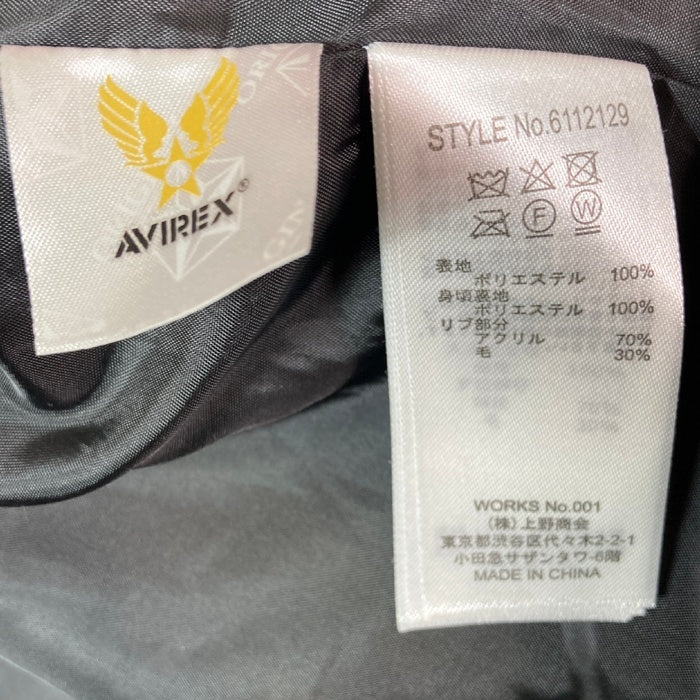 AVIREX®
ORIG
GIN
STYLE No.6112129
F
W
表地
ポリエステル 100%
身頃裏地
ポリエステル 100%
リブ部分
アクリル 70%
毛 30%
WORKS No.001
(株)上野商会
東京都渋谷区代々木2-2-1
小田急サザンタワ-6階
MADE IN CHINA